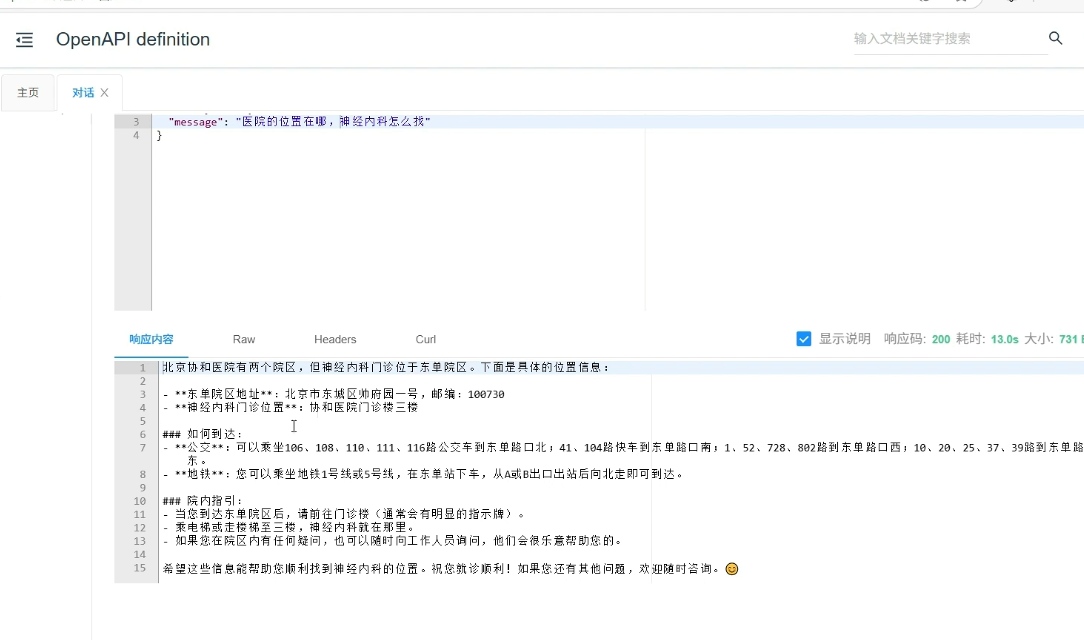 OpenAPI definition
输入文档关键字搜索
主页
对话 X
3 "message": "医院的位置在哪，神经内科怎么找"
4 }
响应内容 Raw Headers Curl 显示说明 响应码: 200 耗时: 13.0s 大小: 731
1 北京协和医院有两个院区，但神经内科门诊位于东单院区。下面是具体的位置信息：
2
3 - **东单院区地址**: 北京市东城区帅府园一号，邮编: 100730
4 - **神经内科门诊位置**: 协和医院门诊楼三楼
5
6 ### 如何到达:
7 - **公交**: 可以乘坐106、108、110、111、116路公交车到东单路口北; 41、104路快车到东单路口南; 1、52、728、802路到东单路口西; 10、20、25、37、39路到东单路
东。
8 - **地铁**: 您可以乘坐地铁1号线或5号线，在东单站下车，从A或B出口出站后向北走即可到达。
9
10 ### 院内指引:
11 - 当您到达东单院区后，请前往门诊楼（通常会有明显的指示牌）。
12 - 乘电梯或走楼梯至三楼，神经内科就在那里。
13 - 如果您在院区内有任何疑问，也可以随时向工作人员询问，他们会很乐意帮助您的。
14
15 希望这些信息能帮助您顺利找到神经内科的位置。祝您就诊顺利！如果您还有其他问题，欢迎随时咨询。😊